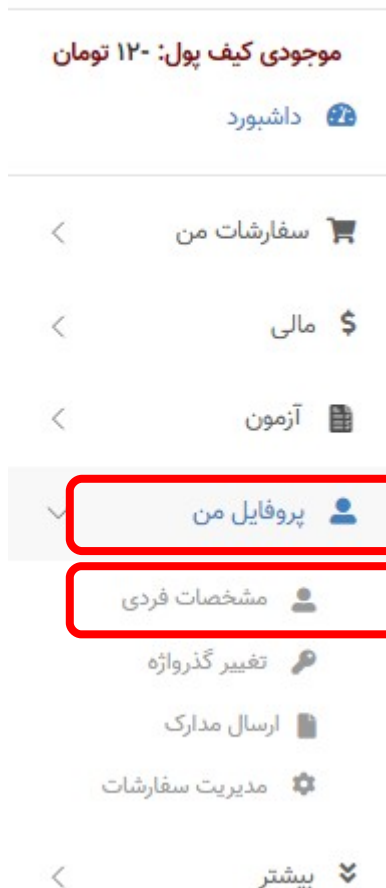 موجودی کیف پول: -۱۲ تومان
داشبورد
سفارشات من
مالی
آزمون
پروفایل من
مشخصات فردی
تغییر گذرواژه
ارسال مدارک
مدیریت سفارشات
بیشتر